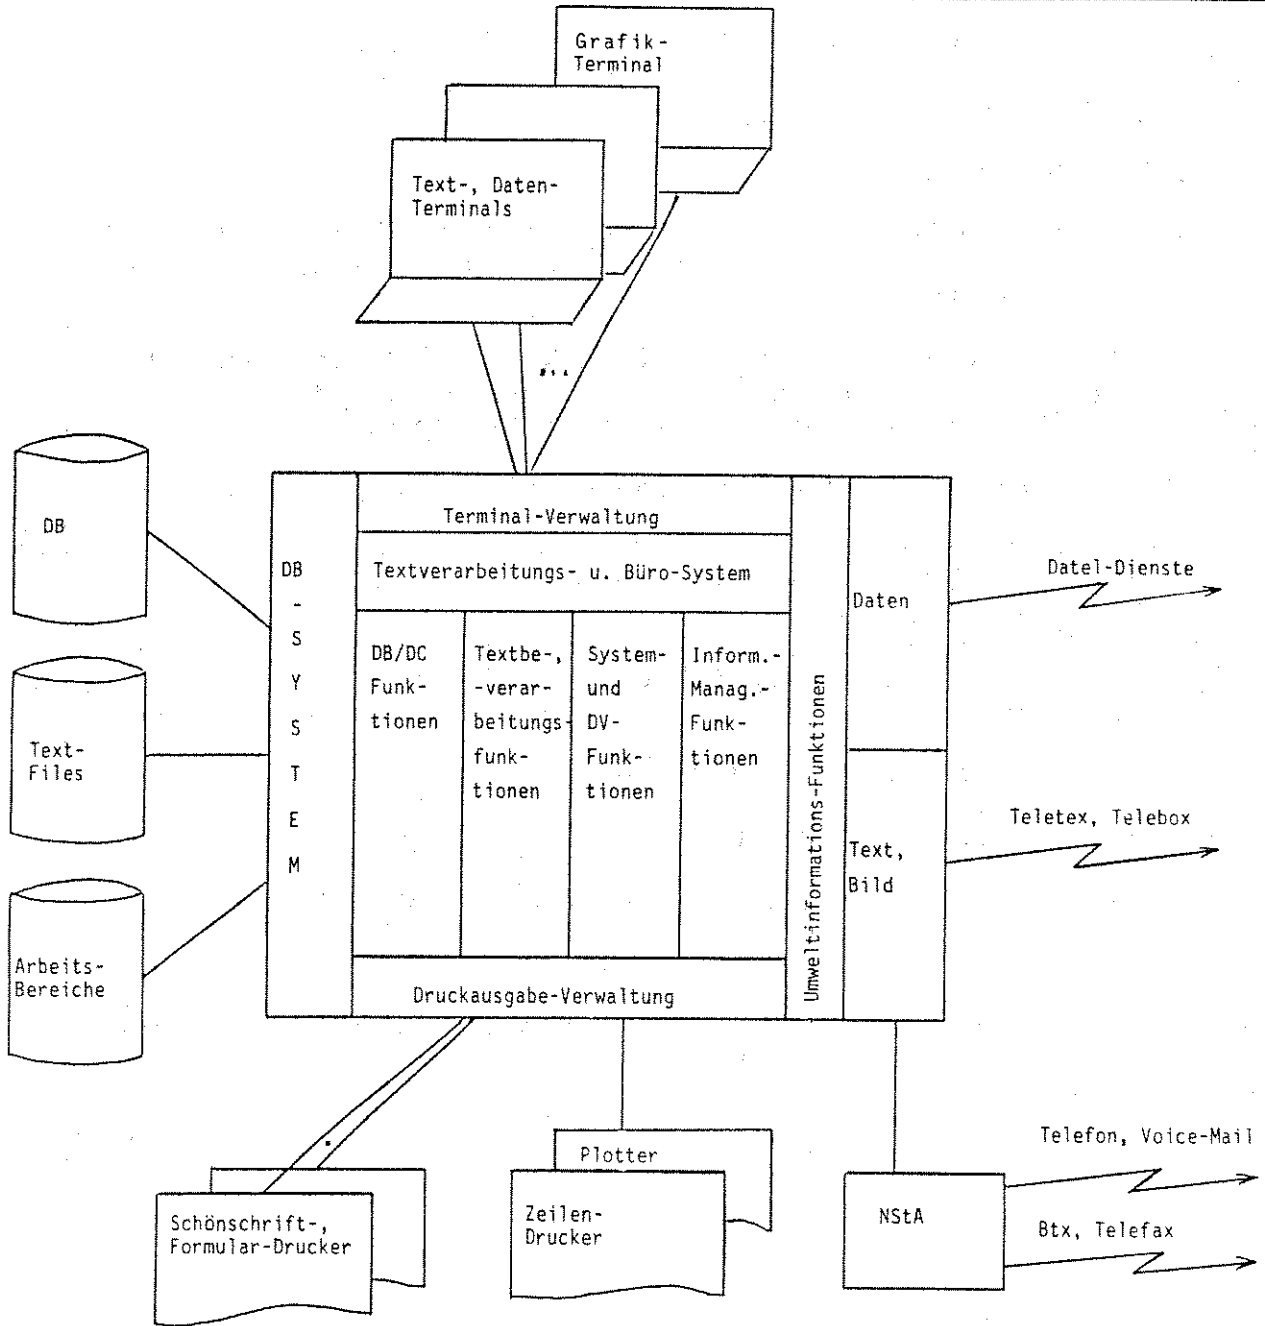 Grafik-
Terminal
Text-, Daten-
Terminals
Terminal-Verwaltung
Textverarbeitungs- u. Büro-System
DB
Text-
Files
Arbeits-
Bereiche
DB
-
S
Y
S
T
E
M
DB/DC
Funk-
tionen
Textbe-,
-verar-
beitungs-
funk-
tionen
System-
und
DV-
Funk-
tionen
Inform.-
Manag.-
Funk-
tionen
Umweltinformations-Funktionen
Daten
Text,
Bild
Datel-Dienste
Teletex, Telebox
Druckausgabe-Verwaltung
Schönschrift-,
Formular-Drucker
Plotter
Zeilen-
Drucker
NStA
Telefon, Voice-Mail
Btx, Telefax